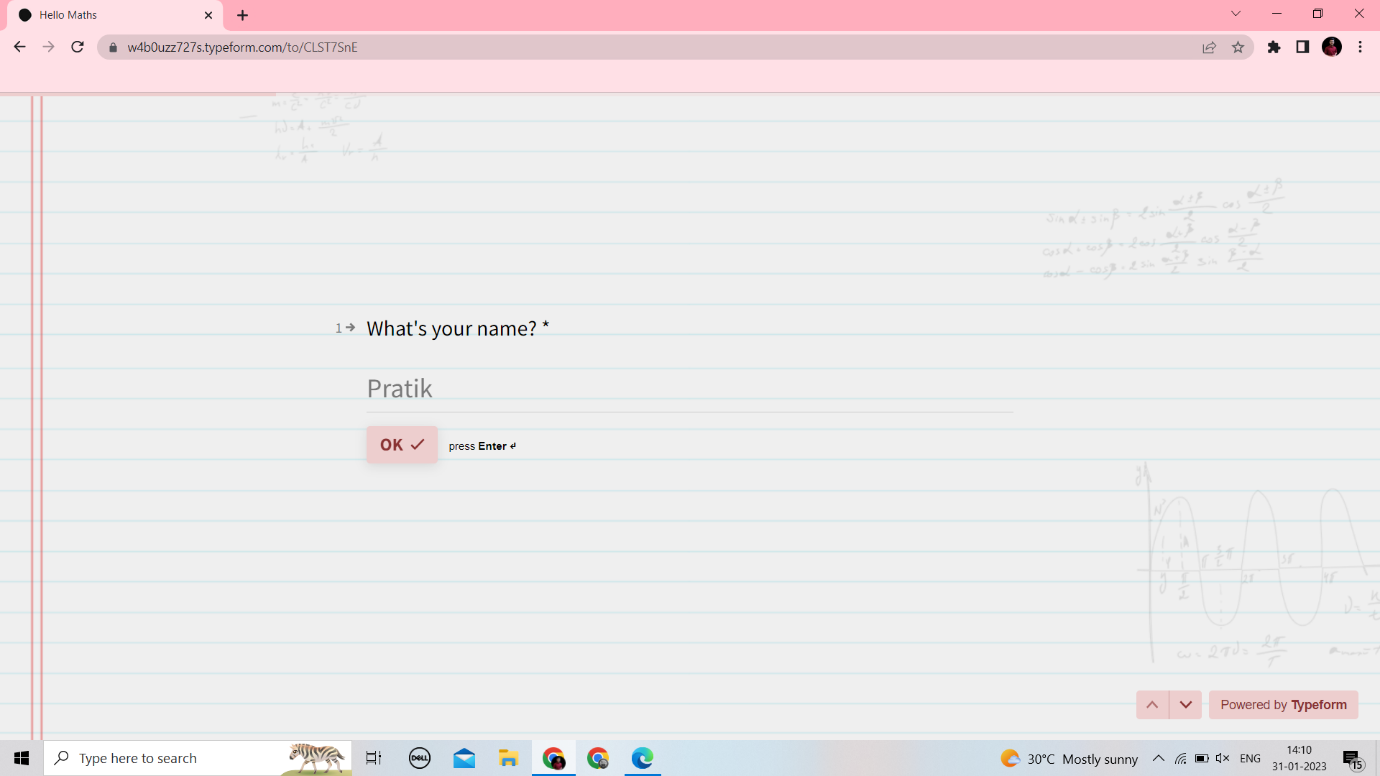 Hello Maths
w4b0uzz727s.typeform.com/to/CLST7SnE
1 What's your name? *
Pratik
OK press Enter
Powered by Typeform
Type here to search
DELL
30°C Mostly sunny
ENG
14:10
31-01-2023
15